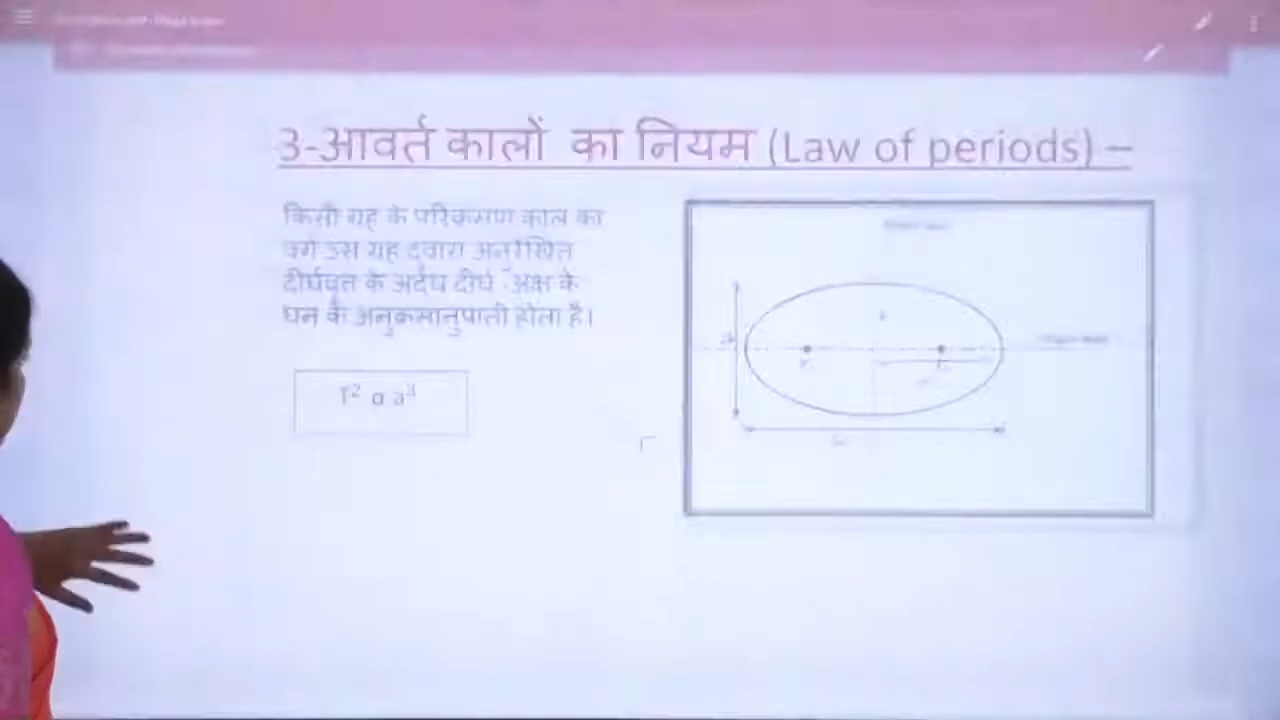 3-आवर्त कालों का नियम (Law of periods) –
किसी ग्रह के परिक्रमण काल का
वर्ग उस ग्रह द्वारा अनुरेखित
दीर्घवृत्त के अर्दध दीर्घ -अक्ष के
घन के अनुक्रमानुपाती होता है।
T² α a³